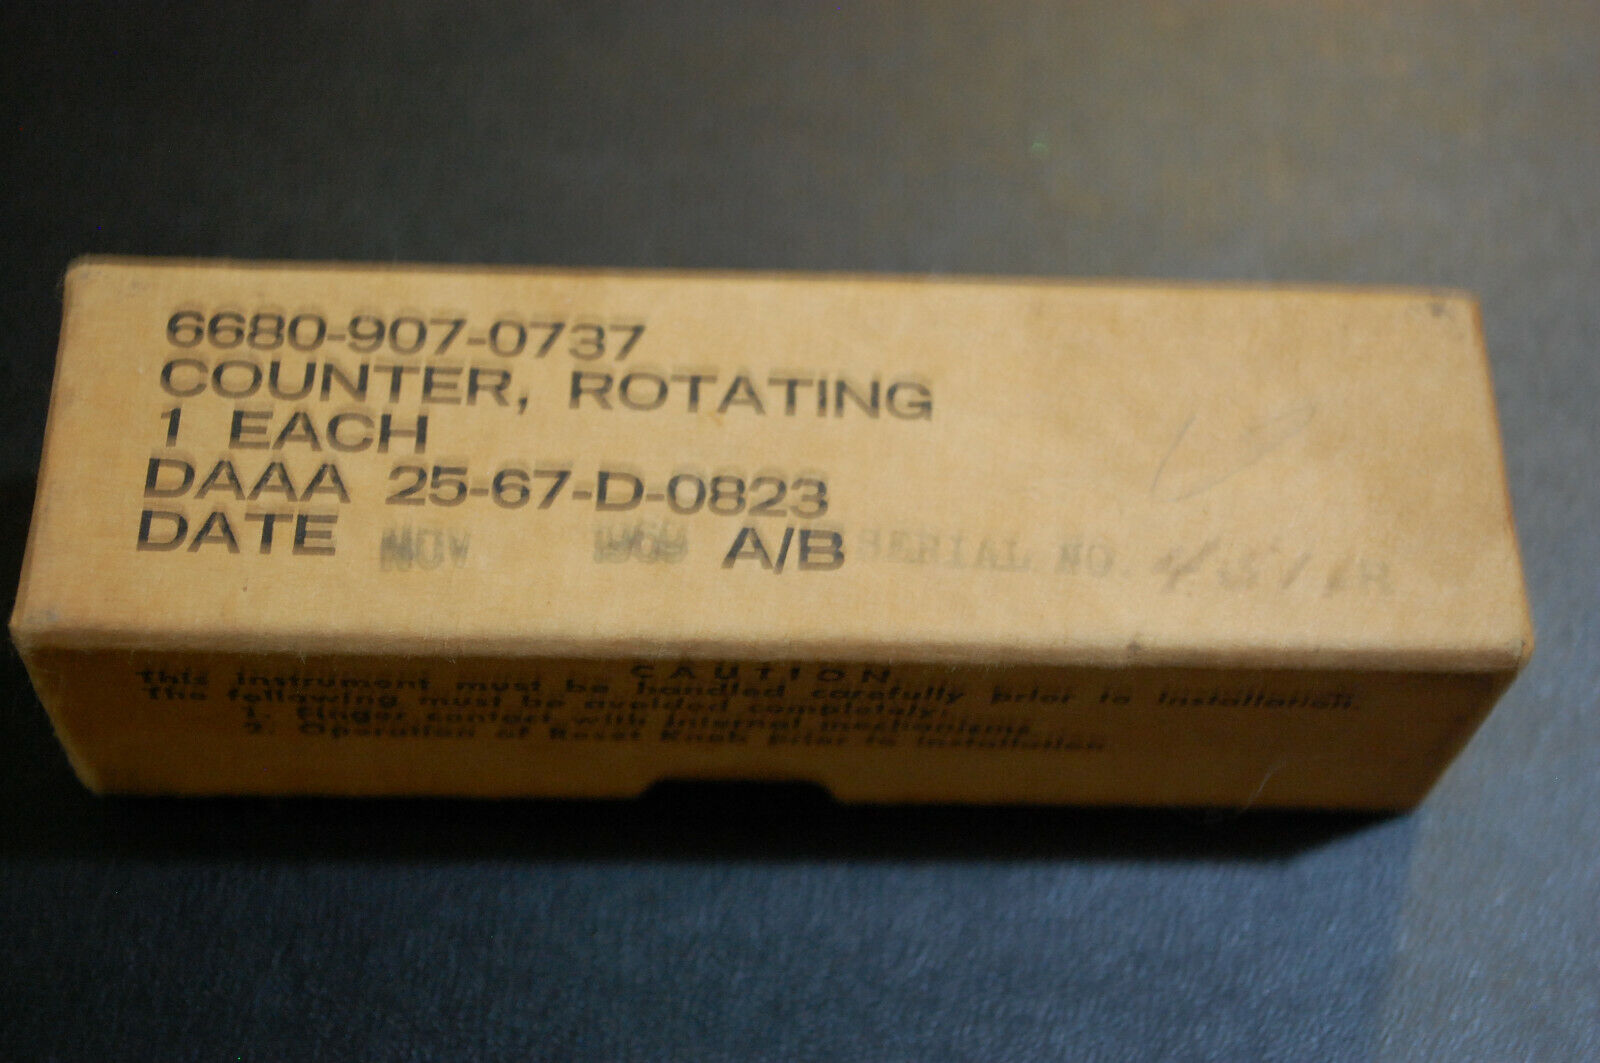 6680-907-0737
COUNTER, ROTATING
1 EACH
DAAA 25-67-D-0823
DATE NOV 1969 A/B SERIAL NO.
CAUTION
This instrument must be handled carefully prior to installation.
The following must be avoided completely:
1. Finger contact with internal mechanisms.
2. Operation of Reset Knob prior to installation